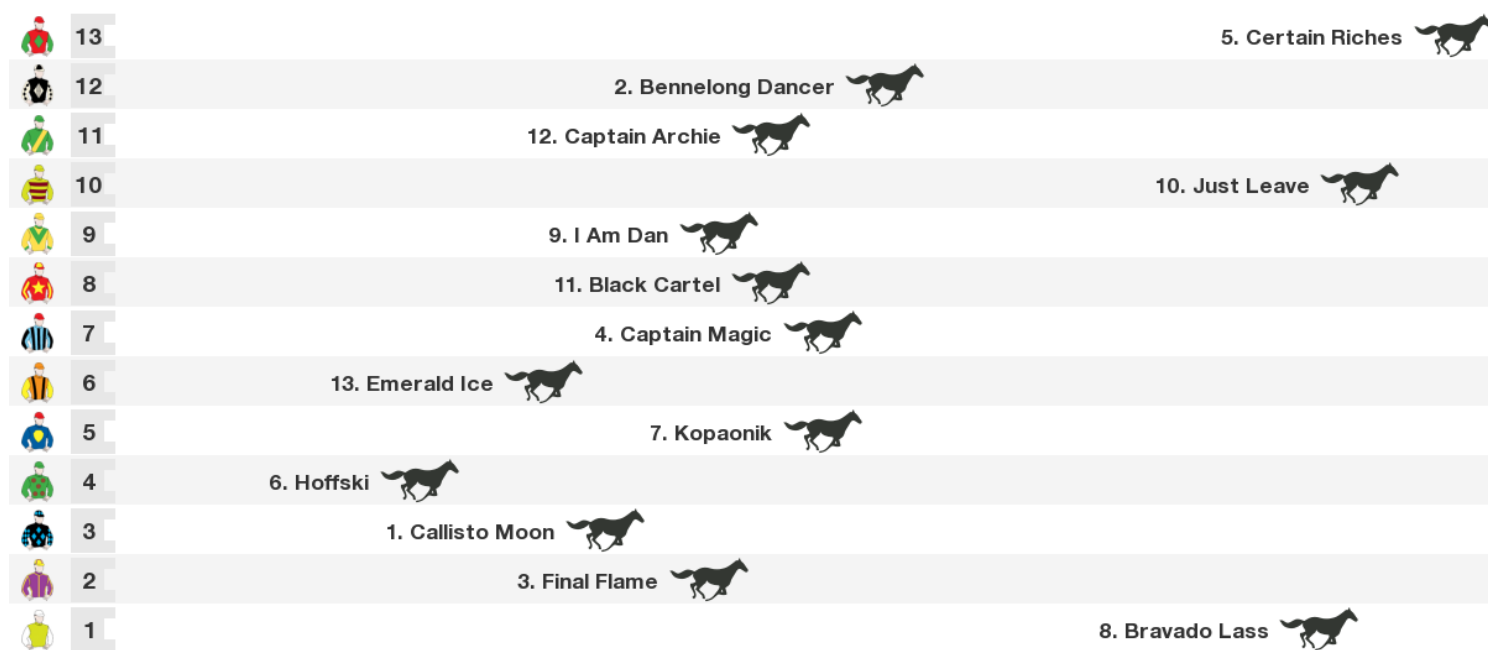 13 5. Certain Riches
12 2. Bennelong Dancer
11 12. Captain Archie
10 10. Just Leave
9 9. I Am Dan
8 11. Black Cartel
7 4. Captain Magic
6 13. Emerald Ice
5 7. Kopaonik
4 6. Hoffski
3 1. Callisto Moon
2 3. Final Flame
1 8. Bravado Lass